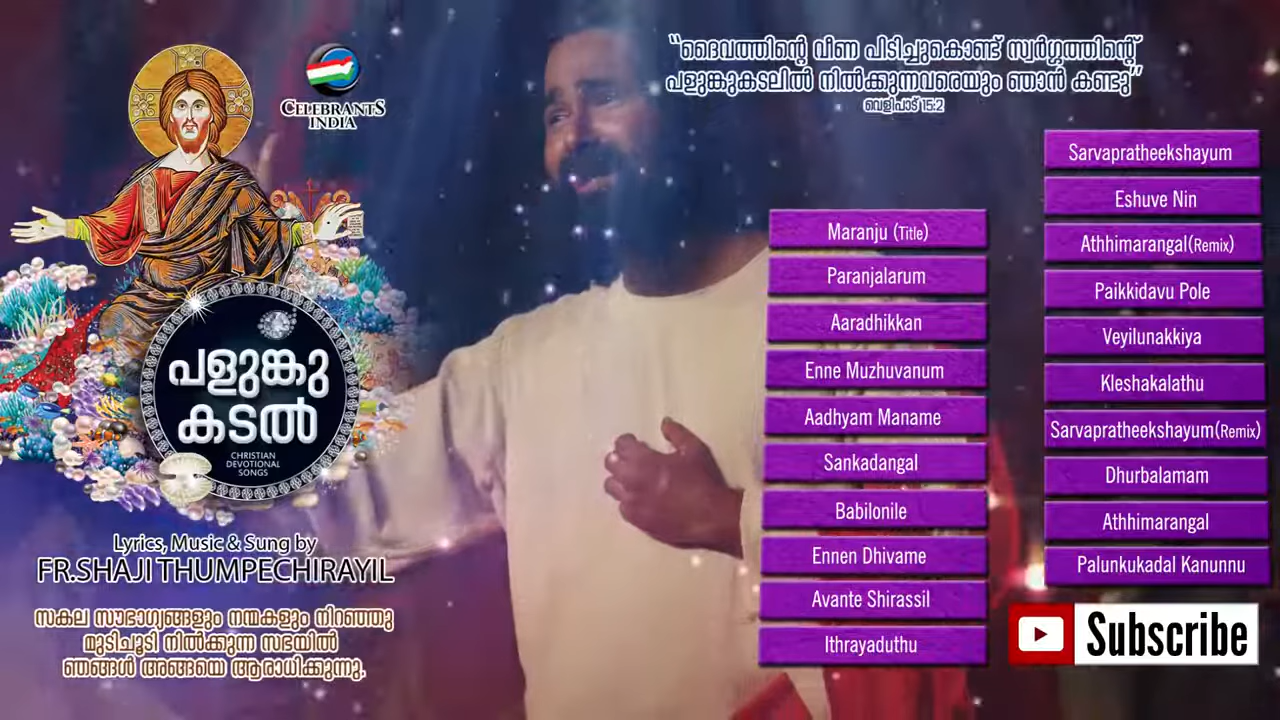 CELEBRANTS
INDIA
"ദൈവത്തിന്റെ വീണ പിടിച്ചുകൊണ്ട് സ്വർഗ്ഗത്തിന്റെ
പളുങ്കുകടലിൽ നിൽക്കുന്നവരെയും ഞാൻ കണ്ടു"
വെളിപാട് 15:2
പളുങ്കു
കടൽ
CHRISTIAN
DEVOTIONAL
SONGS
Lyrics, Music & Sung by
FR.SHAJI THUMPECHIRAYIL
സകല സൗഭാഗ്യങ്ങളും നന്മകളും നിറഞ്ഞു
മുടിചൂടി നിൽക്കുന്ന സഭയിൽ
ഞങ്ങൾ അങ്ങയെ ആരാധിക്കുന്നു.
Maranju (Title)
Paranjalarum
Aaradhikkan
Enne Muzhuvanum
Aadhyam Maname
Sankadangal
Babilonile
Ennen Dhivame
Avante Shirassil
Ithrayaduthu
Sarvapratheekshayum
Eshuve Nin
Athhimarangal(Remix)
Paikkidavu Pole
Veyilunakkiya
Kleshakalathu
Sarvapratheekshayum(Remix)
Dhurbalamam
Athhimarangal
Palunkukadal Kanunnu
Subscribe